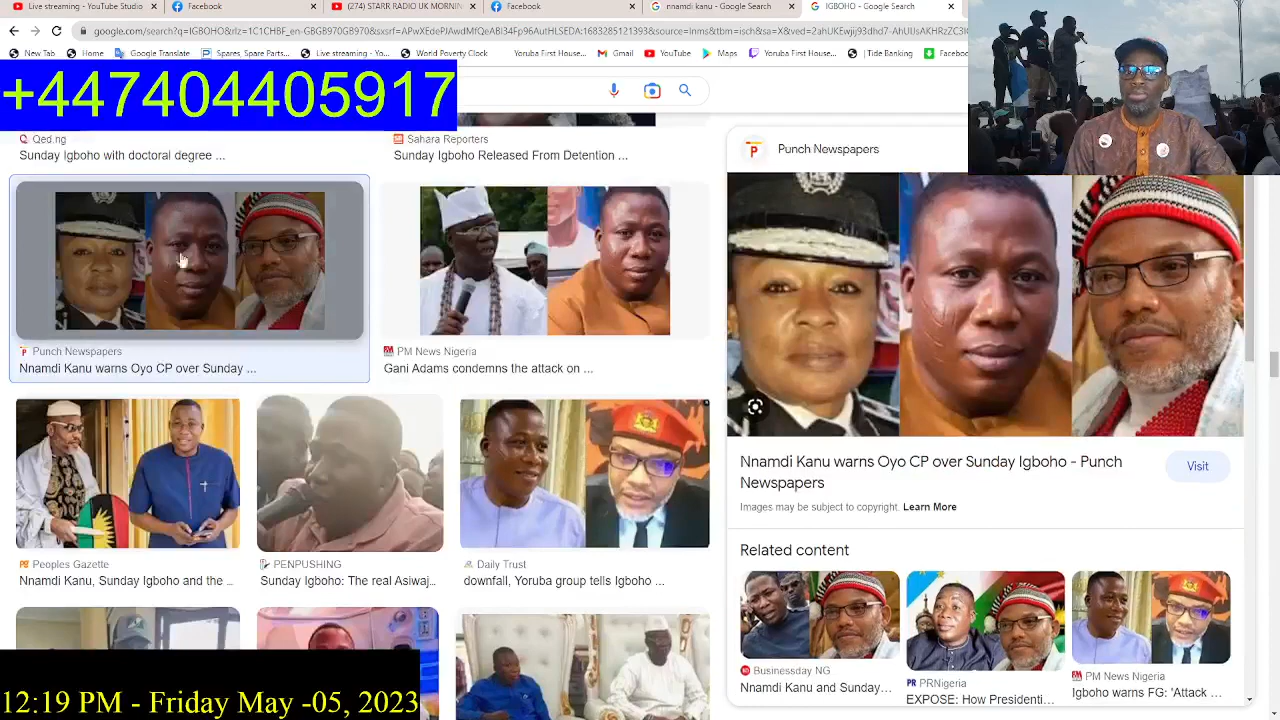 Live streaming - YouTube Studio
Facebook
(274) STARR RADIO UK MORNIN
Facebook
nnamdi kanu - Google Search
IGBOHO - Google Search
New Tab
Home
Google Translate
Spares, Spare Parts...
Live streaming - Yo...
World Poverty Clock
Yoruba First House...
Gmail
YouTube
Maps
Yoruba First House...
Tide Banking
+447404405917
Qed.ng
Sunday Igboho with doctoral degree ...
Sahara Reporters
Sunday Igboho Released From Detention ...
Punch Newspapers
Punch Newspapers
Nnamdi Kanu warns Oyo CP over Sunday ...
PM News Nigeria
Gani Adams condemns the attack on ...
Nnamdi Kanu warns Oyo CP over Sunday Igboho - Punch
Newspapers
Visit
Images may be subject to copyright. Learn More
Related content
Peoples Gazette
Nnamdi Kanu, Sunday Igboho and the ...
PENPUSHING
Sunday Igboho: The real Asiwaj...
Daily Trust
downfall, Yoruba group tells Igboho ...
Businessday NG
Nnamdi Kanu and Sunday...
PRNigeria
EXPOSE: How Presidenti...
PM News Nigeria
Igboho warns FG: 'Attack ...
12:19 PM - Friday May -05, 2023